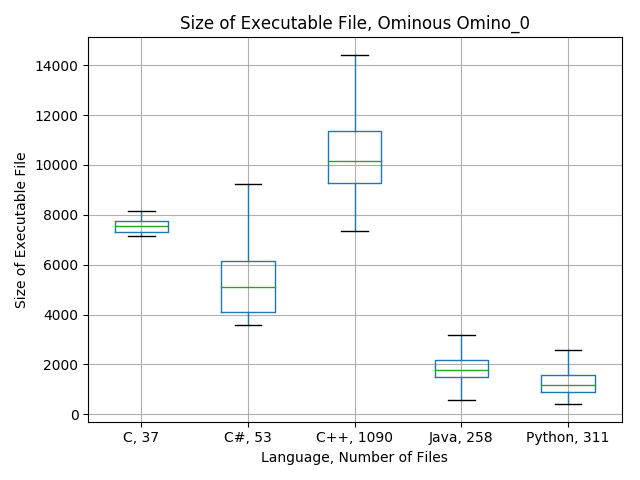 Size of Executable File, Ominous Omino_0
Size of Executable File
14000
12000
10000
8000
6000
4000
2000
0
C, 37
C#, 53
C++, 1090
Java, 258
Python, 311
Language, Number of Files